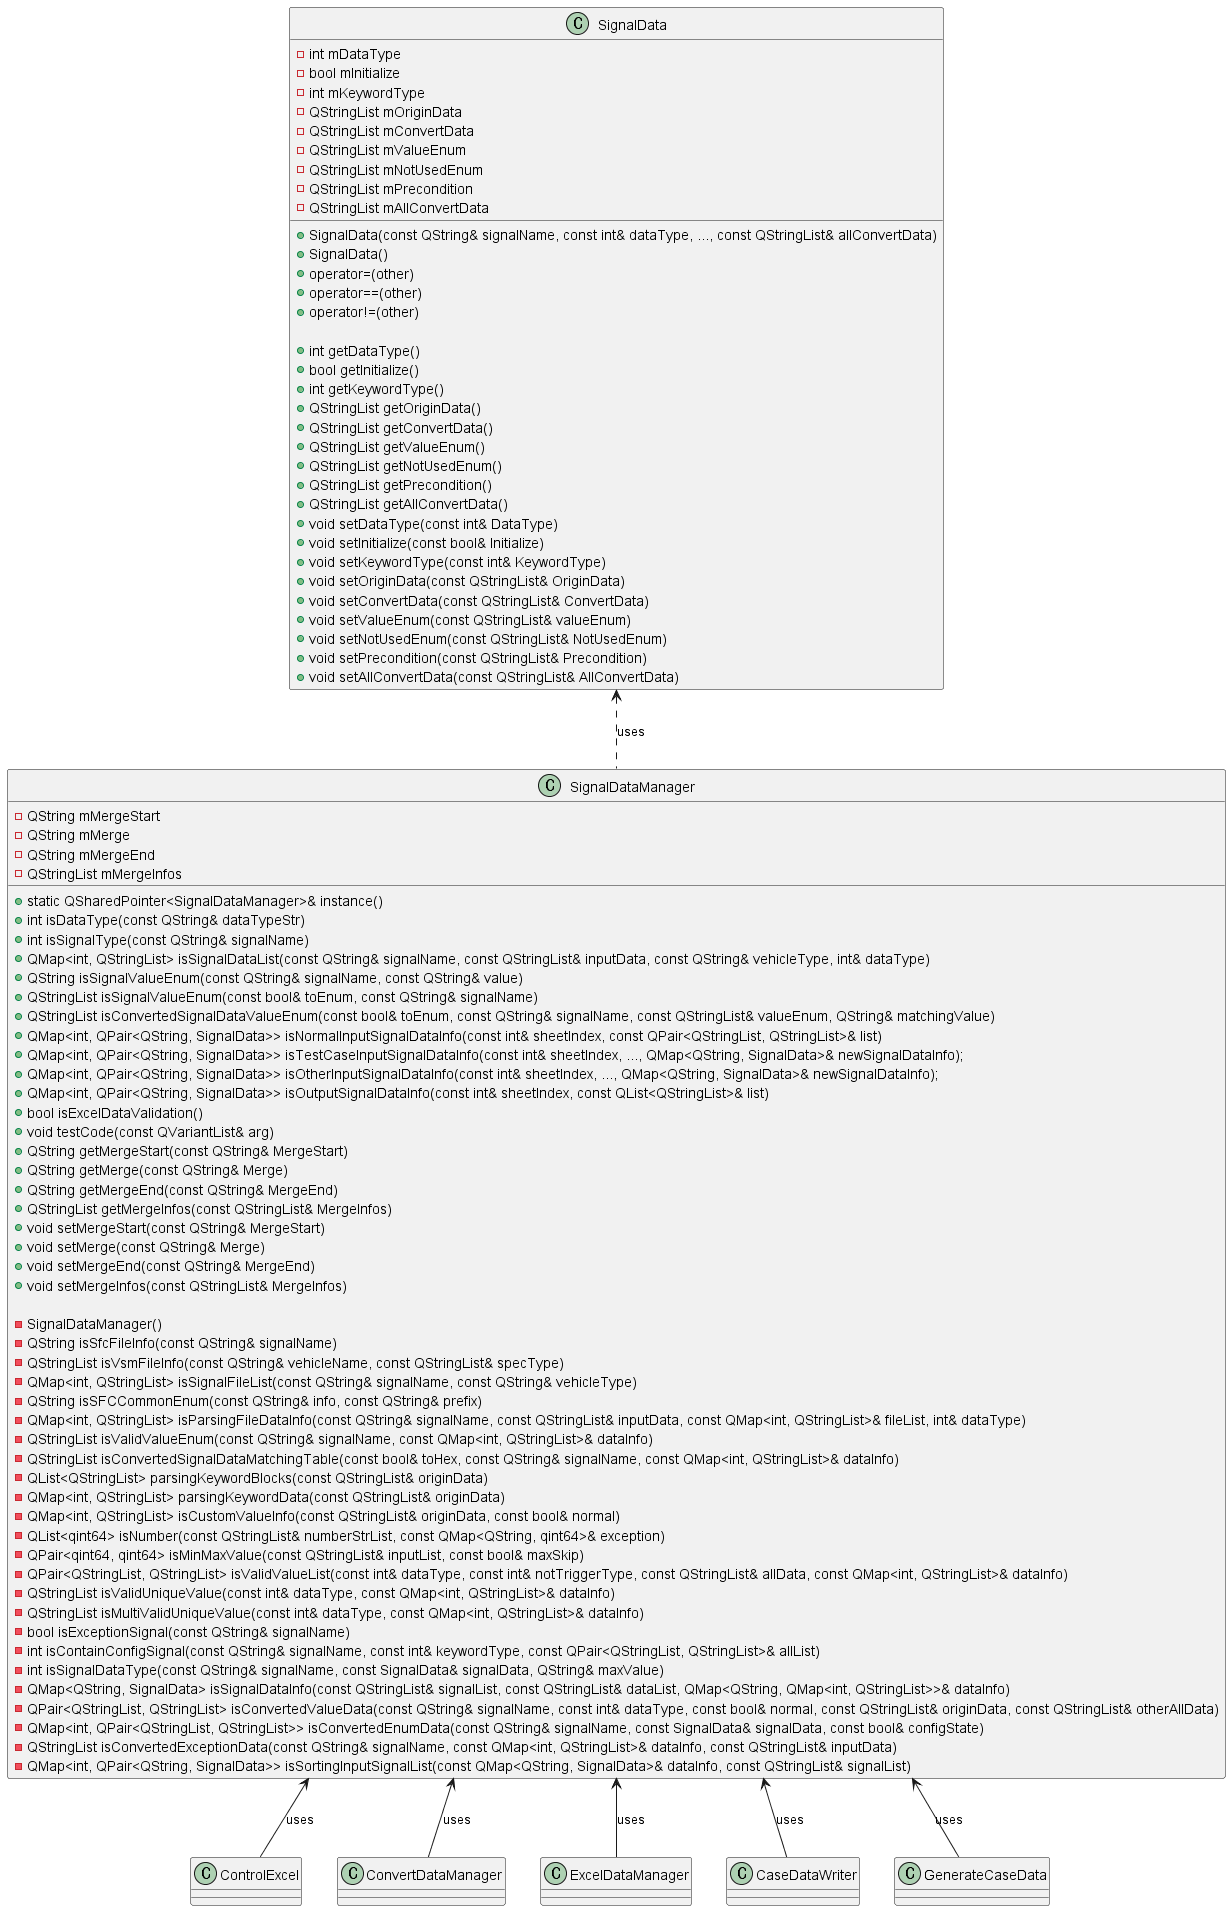 C SignalData
int mDataType
bool mInitialize
int mKeywordType
QStringList mOriginData
QStringList mConvertData
QStringList mValueEnum
QStringList mNotUsedEnum
QStringList mPrecondition
QStringList mAllConvertData
SignalData(const QString& signalName, const int& dataType, ..., const QStringList& allConvertData)
SignalData()
operator=(other)
operator==(other)
operator!=(other)
int getDataType()
bool getInitialize()
int getKeywordType()
QStringList getOriginData()
QStringList getConvertData()
QStringList getValueEnum()
QStringList getNotUsedEnum()
QStringList getPrecondition()
QStringList getAllConvertData()
void setDataType(const int& DataType)
void setInitialize(const bool& Initialize)
void setKeywordType(const int& KeywordType)
void setOriginData(const QStringList& OriginData)
void setConvertData(const QStringList& ConvertData)
void setValueEnum(const QStringList& valueEnum)
void setNotUsedEnum(const QStringList& NotUsedEnum)
void setPrecondition(const QStringList& Precondition)
void setAllConvertData(const QStringList& AllConvertData)
uses
C SignalDataManager
QString mMergeStart
QString mMerge
QString mMergeEnd
QStringList mMergeInfos
static QSharedPointer<SignalDataManager>& instance()
int isDataType(const QString& dataTypeStr)
int isSignalType(const QString& signalName)
QMap<int, QStringList> isSignalDataList(const QString& signalName, const QStringList& inputData, const QString& vehicleType, int& dataType)
QString isSignalValueEnum(const QString& signalName, const QString& value)
QStringList isSignalValueEnum(const bool& toEnum, const QString& signalName)
QStringList isConvertedSignalDataValueEnum(const bool& toEnum, const QString& signalName, const QStringList& valueEnum, QString& matchingValue)
QMap<int, QPair<QString, SignalData>> isNormalInputSignalDataInfo(const int& sheetIndex, const QPair<QStringList, QStringList>& list)
QMap<int, QPair<QString, SignalData>> isTestCaseInputSignalDataInfo(const int& sheetIndex, ..., QMap<QString, SignalData>& newSignalDataInfo);
QMap<int, QPair<QString, SignalData>> isOtherInputSignalDataInfo(const int& sheetIndex, ..., QMap<QString, SignalData>& newSignalDataInfo);
QMap<int, QPair<QString, SignalData>> isOutputSignalDataInfo(const int& sheetIndex, const QList<QStringList>& list)
bool isExcelDataValidation()
void testCode(const QVariantList& arg)
QString getMergeStart(const QString& MergeStart)
QString getMerge(const QString& Merge)
QString getMergeEnd(const QString& MergeEnd)
QStringList getMergeInfos(const QStringList& MergeInfos)
void setMergeStart(const QString& MergeStart)
void setMerge(const QString& Merge)
void setMergeEnd(const QString& MergeEnd)
void setMergeInfos(const QStringList& MergeInfos)
SignalDataManager()
QString isSfcFileInfo(const QString& signalName)
QStringList isVsmFileInfo(const QString& vehicleName, const QStringList& specType)
QMap<int, QStringList> isSignalFileList(const QString& signalName, const QString& vehicleType)
QString isSFCCommonEnum(const QString& info, const QString& prefix)
QMap<int, QStringList> isParsingFileDataInfo(const QString& signalName, const QStringList& inputData, const QMap<int, QStringList>& fileList, int& dataType)
QStringList isValidValueEnum(const QString& signalName, const QMap<int, QStringList>& dataInfo)
QStringList isConvertedSignalDataMatchingTable(const bool& toHex, const QString& signalName, const QMap<int, QStringList>& dataInfo)
QList<QStringList> parsingKeywordBlocks(const QStringList& originData)
QMap<int, QStringList> parsingKeywordData(const QStringList& originData)
QMap<int, QStringList> isCustomValueInfo(const QStringList& originData, const bool& normal)
QList<qint64> isNumber(const QStringList& numberStrList, const QMap<QString, qint64>& exception)
QPair<qint64, qint64> isMinMaxValue(const QStringList& inputList, const bool& maxSkip)
QPair<QStringList, QStringList> isValidValueList(const int& dataType, const int& notTriggerType, const QStringList& allData, const QMap<int, QStringList>& dataInfo)
QStringList isValidUniqueValue(const int& dataType, const QMap<int, QStringList>& dataInfo)
QStringList isMultiValidUniqueValue(const int& dataType, const QMap<int, QStringList>& dataInfo)
bool isExceptionSignal(const QString& signalName)
int isContainConfigSignal(const QString& signalName, const int& keywordType, const QPair<QStringList, QStringList>& allList)
int isSignalDataType(const QString& signalName, const SignalData& signalData, QString& maxValue)
QMap<QString, SignalData> isSignalDataInfo(const QStringList& signalList, const QStringList& dataList, QMap<QString, QMap<int, QStringList>>& dataInfo)
QPair<QStringList, QStringList> isConvertedValueData(const QString& signalName, const int& dataType, const bool& normal, const QStringList& originData, const QStringList& otherAllData)
QMap<int, QPair<QStringList, QStringList>> isConvertedEnumData(const QString& signalName, const SignalData& signalData, const bool& configState)
QStringList isConvertedExceptionData(const QString& signalName, const QMap<int, QStringList>& dataInfo, const QStringList& inputData)
QMap<int, QPair<QString, SignalData>> isSortingInputSignalList(const QMap<QString, SignalData>& dataInfo, const QStringList& signalList)
uses uses uses uses uses
C ControlExcel C ConvertDataManager C ExcelDataManager C CaseDataWriter C GenerateCaseData